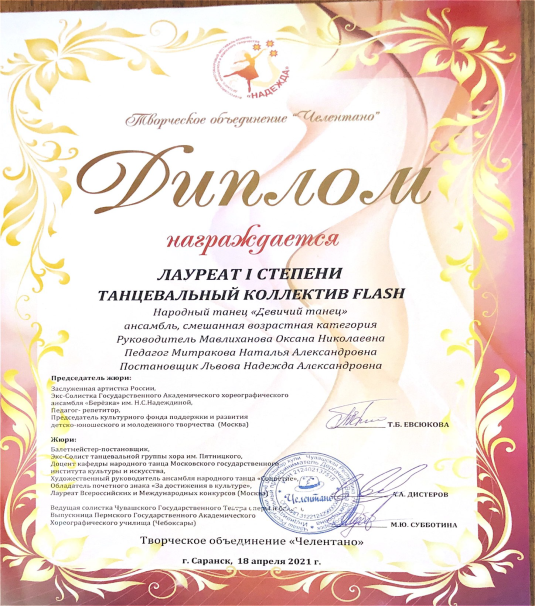 «НАДЕЖДА»
Творческое объединение "Челентано"
Диплом
награждается
ЛАУРЕАТ I СТЕПЕНИ
ТАНЦЕВАЛЬНЫЙ КОЛЛЕКТИВ FLASH
Народный танец «Девичий танец»
ансамбль, смешанная возрастная категория
Руководитель Мавлиханова Оксана Николаевна
Педагог Митракова Наталья Александровна
Постановщик Львова Надежда Александровна
Председатель жюри:
Заслуженная артистка России,
Экс-Солистка Государственного Академического хореографического
ансамбля «Берёзка» им. Н.С.Надеждиной,
Педагог- репетитор,
Председатель культурного фонда поддержки и развития
детско-юношеского и молодежного творчества (Москва)
Т.Б. ЕВСЮКОВА
Жюри:
Балетмейстер-постановщик,
Экс-Солист танцевальной группы хора им. Пятницкого,
Доцент кафедры народного танца Московского государственного
института культуры и искусства,
Художественный руководитель ансамбля народного танца
Обладатель почетного знака «За достижения в культуре»,
Лауреат Всероссийских и Международных конкурсов (Москва)
У.А. ДИСТЕРОВ
Челентано
Ведущая солистка Чувашского Государственного Театра оперы и
Выпускница Пермского Государственного Академического
Хореографического училища (Чебоксары)
М.Ю. СУББОТИНА
Творческое объединение «Челентано»
г. Саранск, 18 апреля 2021 г.